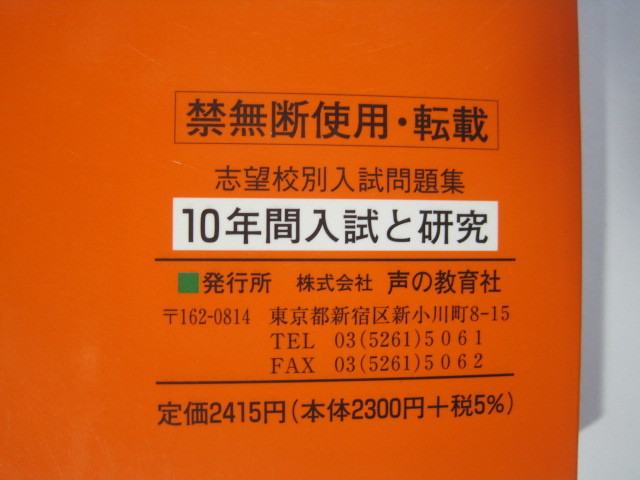 禁無断使用・転載
志望校別入試問題集
10年間入試と研究
■発行所 株式会社 声の教育社
〒162-0814 東京都新宿区新小川町8-15
TEL 03(5261)5061
FAX 03(5261)5062
定価2415円(本体2300円+税5%)